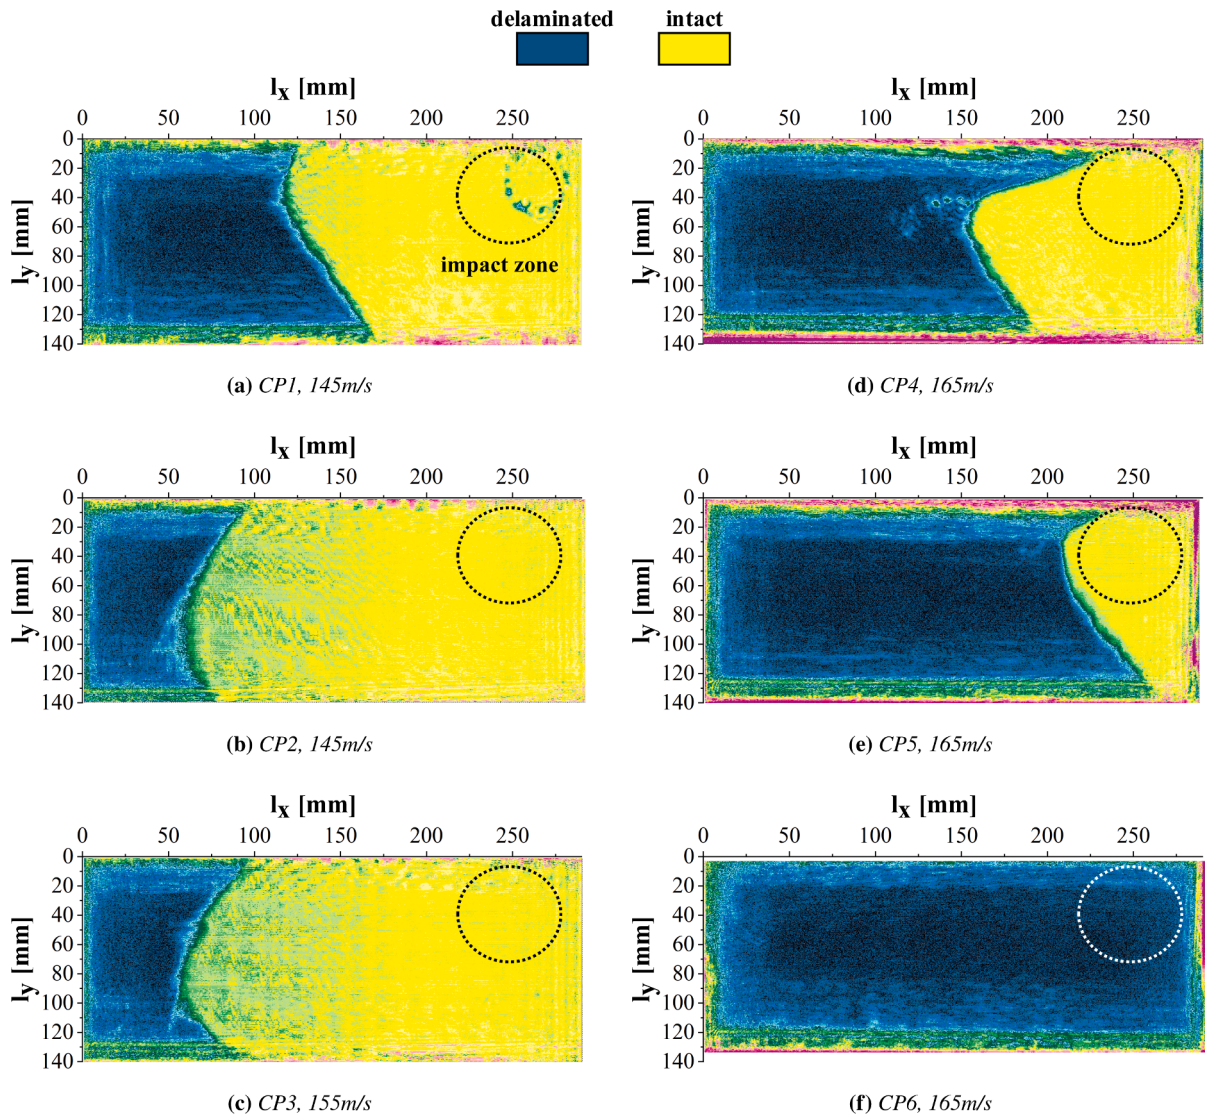 delaminated intact
lx [mm] lx [mm]
0 50 100 150 200 250 0 50 100 150 200 250
ly [mm] 0 20 40 60 80 100 120 140 impact zone ly [mm] 0 20 40 60 80 100 120 140
(a) CP1, 145m/s (d) CP4, 165m/s
lx [mm] lx [mm]
0 50 100 150 200 250 0 50 100 150 200 250
ly [mm] 0 20 40 60 80 100 120 140 ly [mm] 0 20 40 60 80 100 120 140
(b) CP2, 145m/s (e) CP5, 165m/s
lx [mm] lx [mm]
0 50 100 150 200 250 0 50 100 150 200 250
ly [mm] 0 20 40 60 80 100 120 140 ly [mm] 0 20 40 60 80 100 120 140
(c) CP3, 155m/s (f) CP6, 165m/s